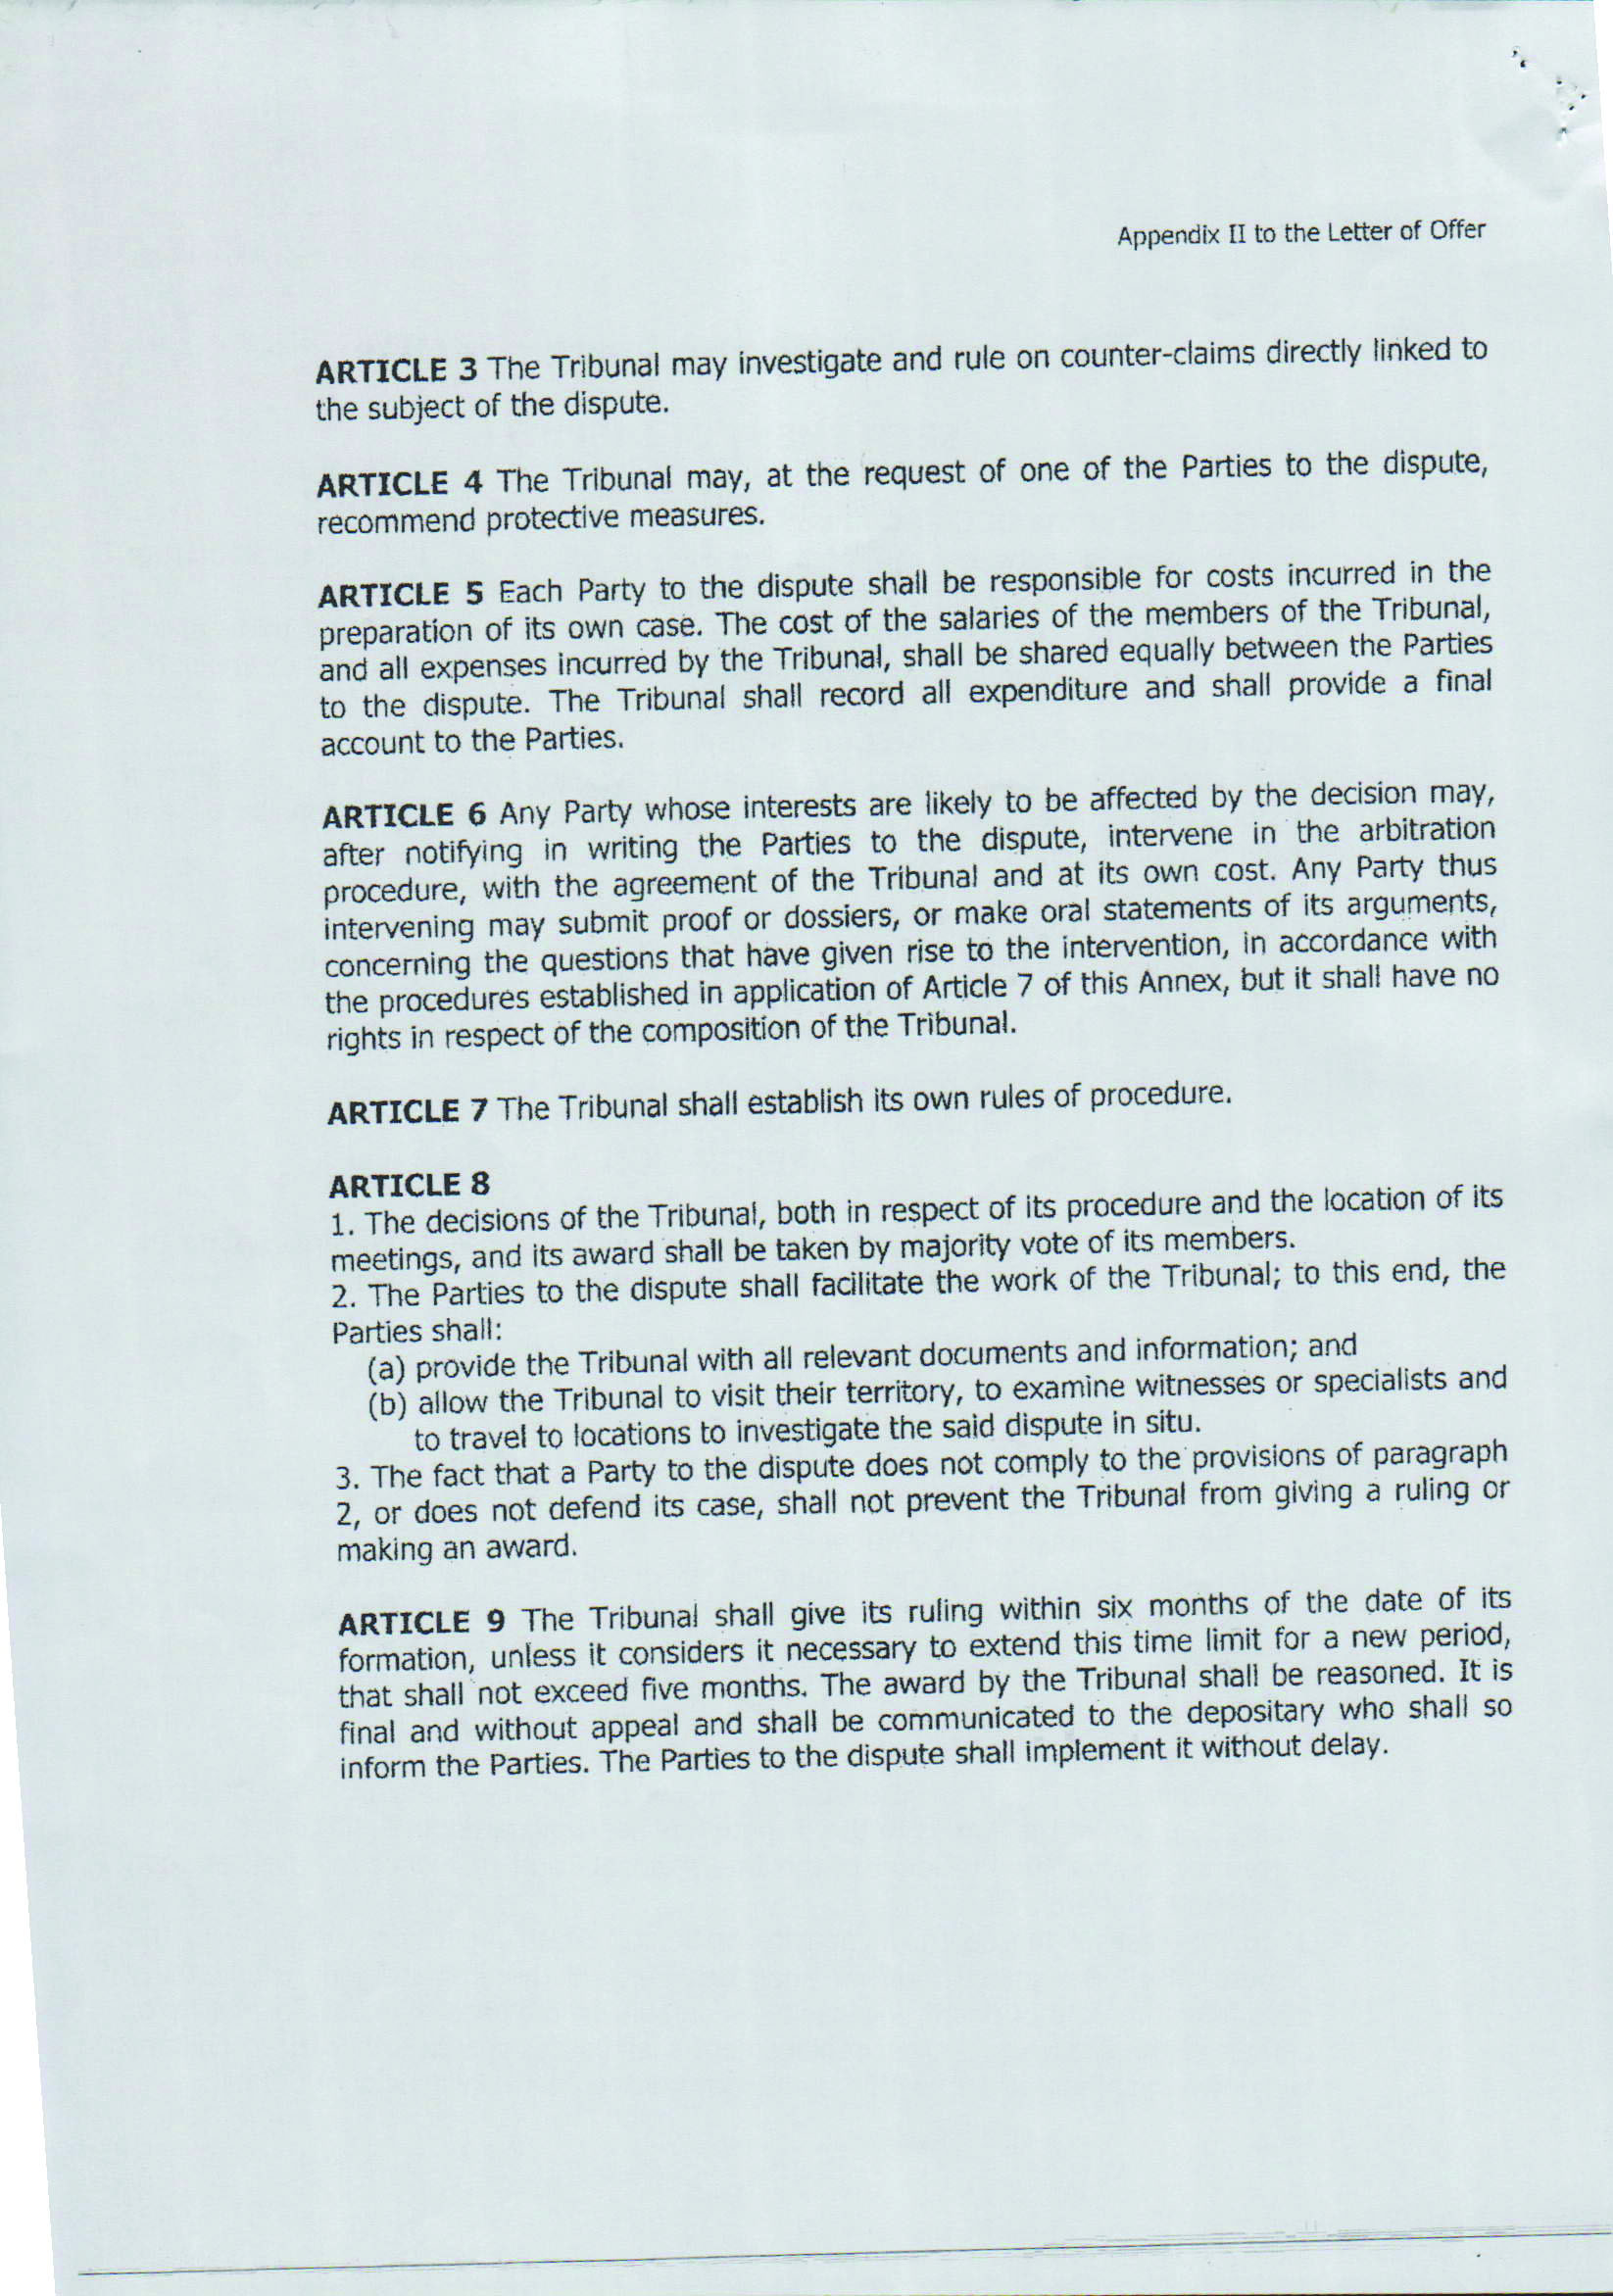 Appendix II to the Letter of Offer
ARTICLE 3 The Tribunal may investigate and rule on counter-claims directly linked to
the subject of the dispute.
ARTICLE 4 The Tribunal may, at the request of one of the Parties to the dispute,
recommend protective measures.
ARTICLE 5 Each Party to the dispute shall be responsible for costs incurred in the
preparation of its own case. The cost of the salaries of the members of the Tribunal,
and all expenses incurred by the Tribunal, shall be shared equally between the Parties
to the dispute. The Tribunal shall record all expenditure and shall provide a final
account to the Parties.
ARTICLE 6 Any Party whose interests are likely to be affected by the decision may,
after notifying in writing the Parties to the dispute, intervene in the arbitration
procedure, with the agreement of the Tribunal and at its own cost. Any Party thus
intervening may submit proof or dossiers, or make oral statements of its arguments,
concerning the questions that have given rise to the intervention, in accordance with
the procedures established in application of Article 7 of this Annex, but it shall have no
rights in respect of the composition of the Tribunal.
ARTICLE 7 The Tribunal shall establish its own rules of procedure.
ARTICLE 8
1. The decisions of the Tribunal, both in respect of its procedure and the location of its
meetings, and its award shall be taken by majority vote of its members.
2. The Parties to the dispute shall facilitate the work of the Tribunal; to this end, the
Parties shall:
(a) provide the Tribunal with all relevant documents and information; and
(b) allow the Tribunal to visit their territory, to examine witnesses or specialists and
to travel to locations to investigate the said dispute in situ.
3. The fact that a Party to the dispute does not comply to the provisions of paragraph
2, or does not defend its case, shall not prevent the Tribunal from giving a ruling or
making an award.
ARTICLE 9 The Tribunal shall give its ruling within six months of the date of its
formation, unless it considers it necessary to extend this time limit for a new period,
that shall not exceed five months. The award by the Tribunal shall be reasoned. It is
final and without appeal and shall be communicated to the depositary who shall so
inform the Parties. The Parties to the dispute shall implement it without delay.